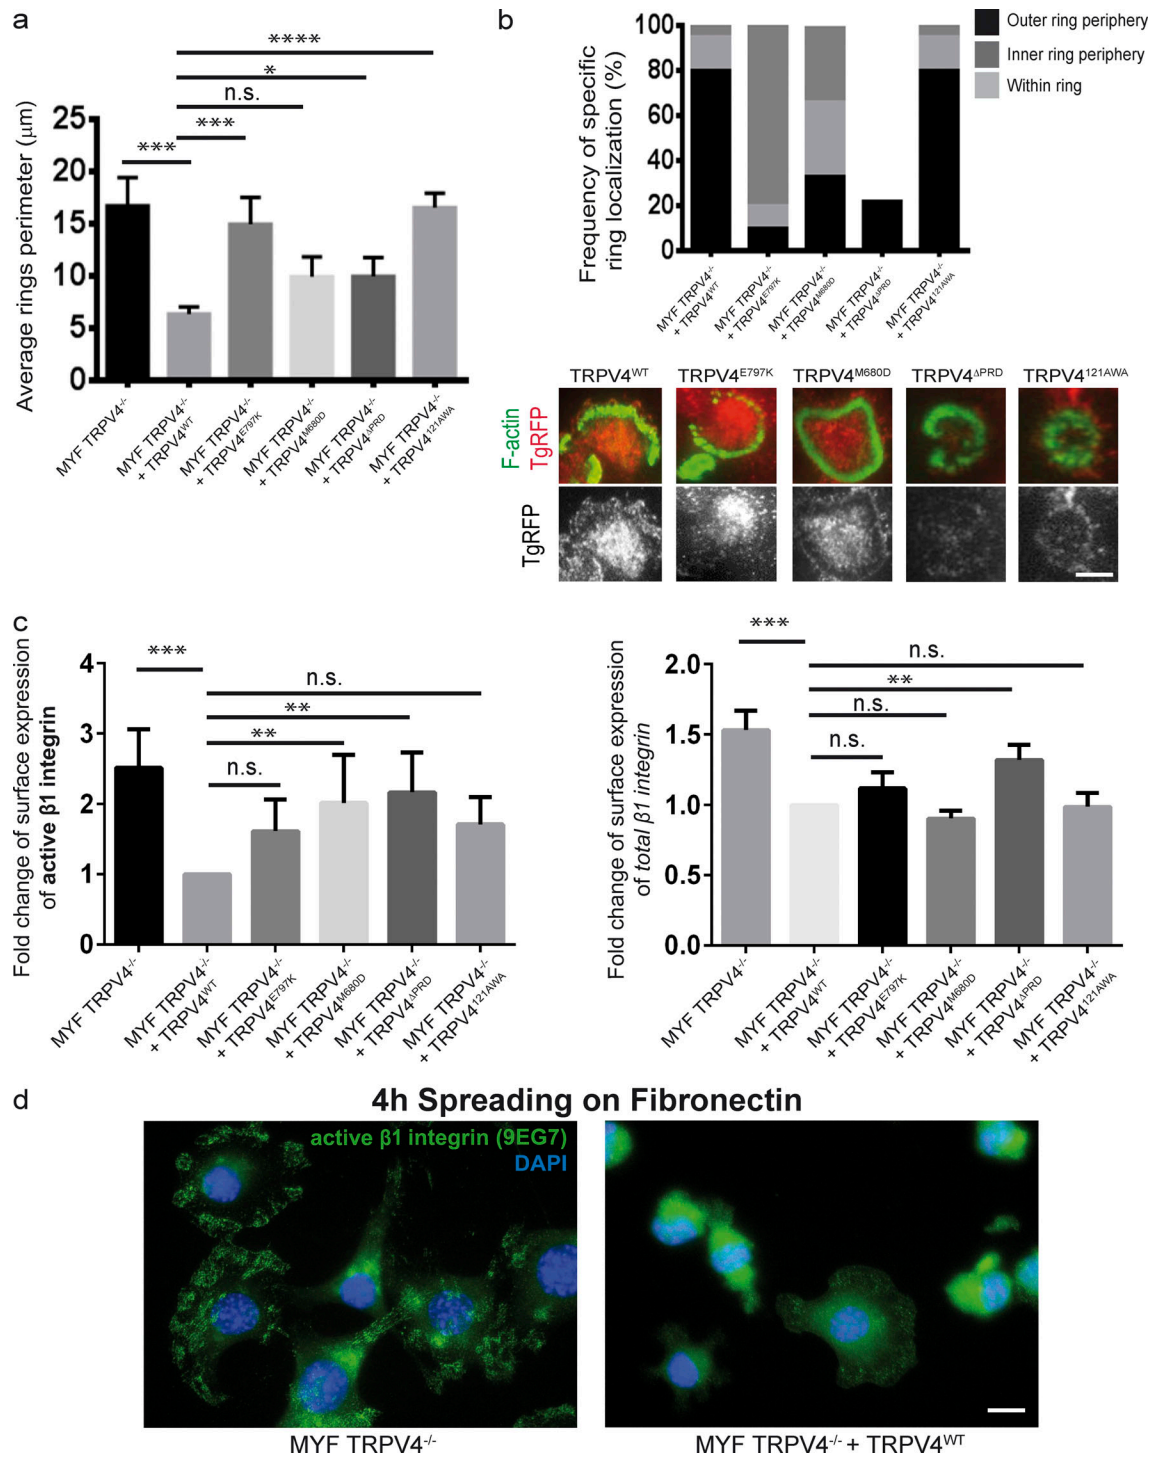 a
****
*
n.s.
***
***
Average rings perimeter (μm)
25
20
15
10
5
0
MYF TRPV4-/-
MYF TRPV4-/-
+ TRPV4WT
MYF TRPV4-/-
+ TRPV4E797K
MYF TRPV4-/-
+ TRPV4M680D
MYF TRPV4-/-
+ TRPV4ΔPRD
MYF TRPV4-/-
+ TRPV4121AWA
b
Frequency of specific
ring localization (%)
100
80
60
40
20
0
Outer ring periphery
Inner ring periphery
Within ring
MYF TRPV4-/-
+ TRPV4WT
MYF TRPV4-/-
+ TRPV4E797K
MYF TRPV4-/-
+ TRPV4M680D
MYF TRPV4-/-
+ TRPV4ΔPRD
MYF TRPV4-/-
+ TRPV4121AWA
TRPV4WT TRPV4E797K TRPV4M680D TRPV4ΔPRD TRPV4121AWA
F-actin
TgRFP
TgRFP
c
Fold change of surface expression
of active β1 integrin
4
3
2
1
0
***
n.s.
**
**
n.s.
MYF TRPV4-/-
MYF TRPV4-/-
+ TRPV4WT
MYF TRPV4-/-
+ TRPV4E797K
MYF TRPV4-/-
+ TRPV4M680D
MYF TRPV4-/-
+ TRPV4ΔPRD
MYF TRPV4-/-
+ TRPV4121AWA
Fold change of surface expression
of total β1 integrin
2.0
1.5
1.0
0.5
0.0
***
n.s.
**
n.s.
n.s.
MYF TRPV4-/-
MYF TRPV4-/-
+ TRPV4WT
MYF TRPV4-/-
+ TRPV4E797K
MYF TRPV4-/-
+ TRPV4M680D
MYF TRPV4-/-
+ TRPV4ΔPRD
MYF TRPV4-/-
+ TRPV4121AWA
d
4h Spreading on Fibronectin
active β1 integrin (9EG7)
DAPI
MYF TRPV4-/-
MYF TRPV4-/- + TRPV4WT